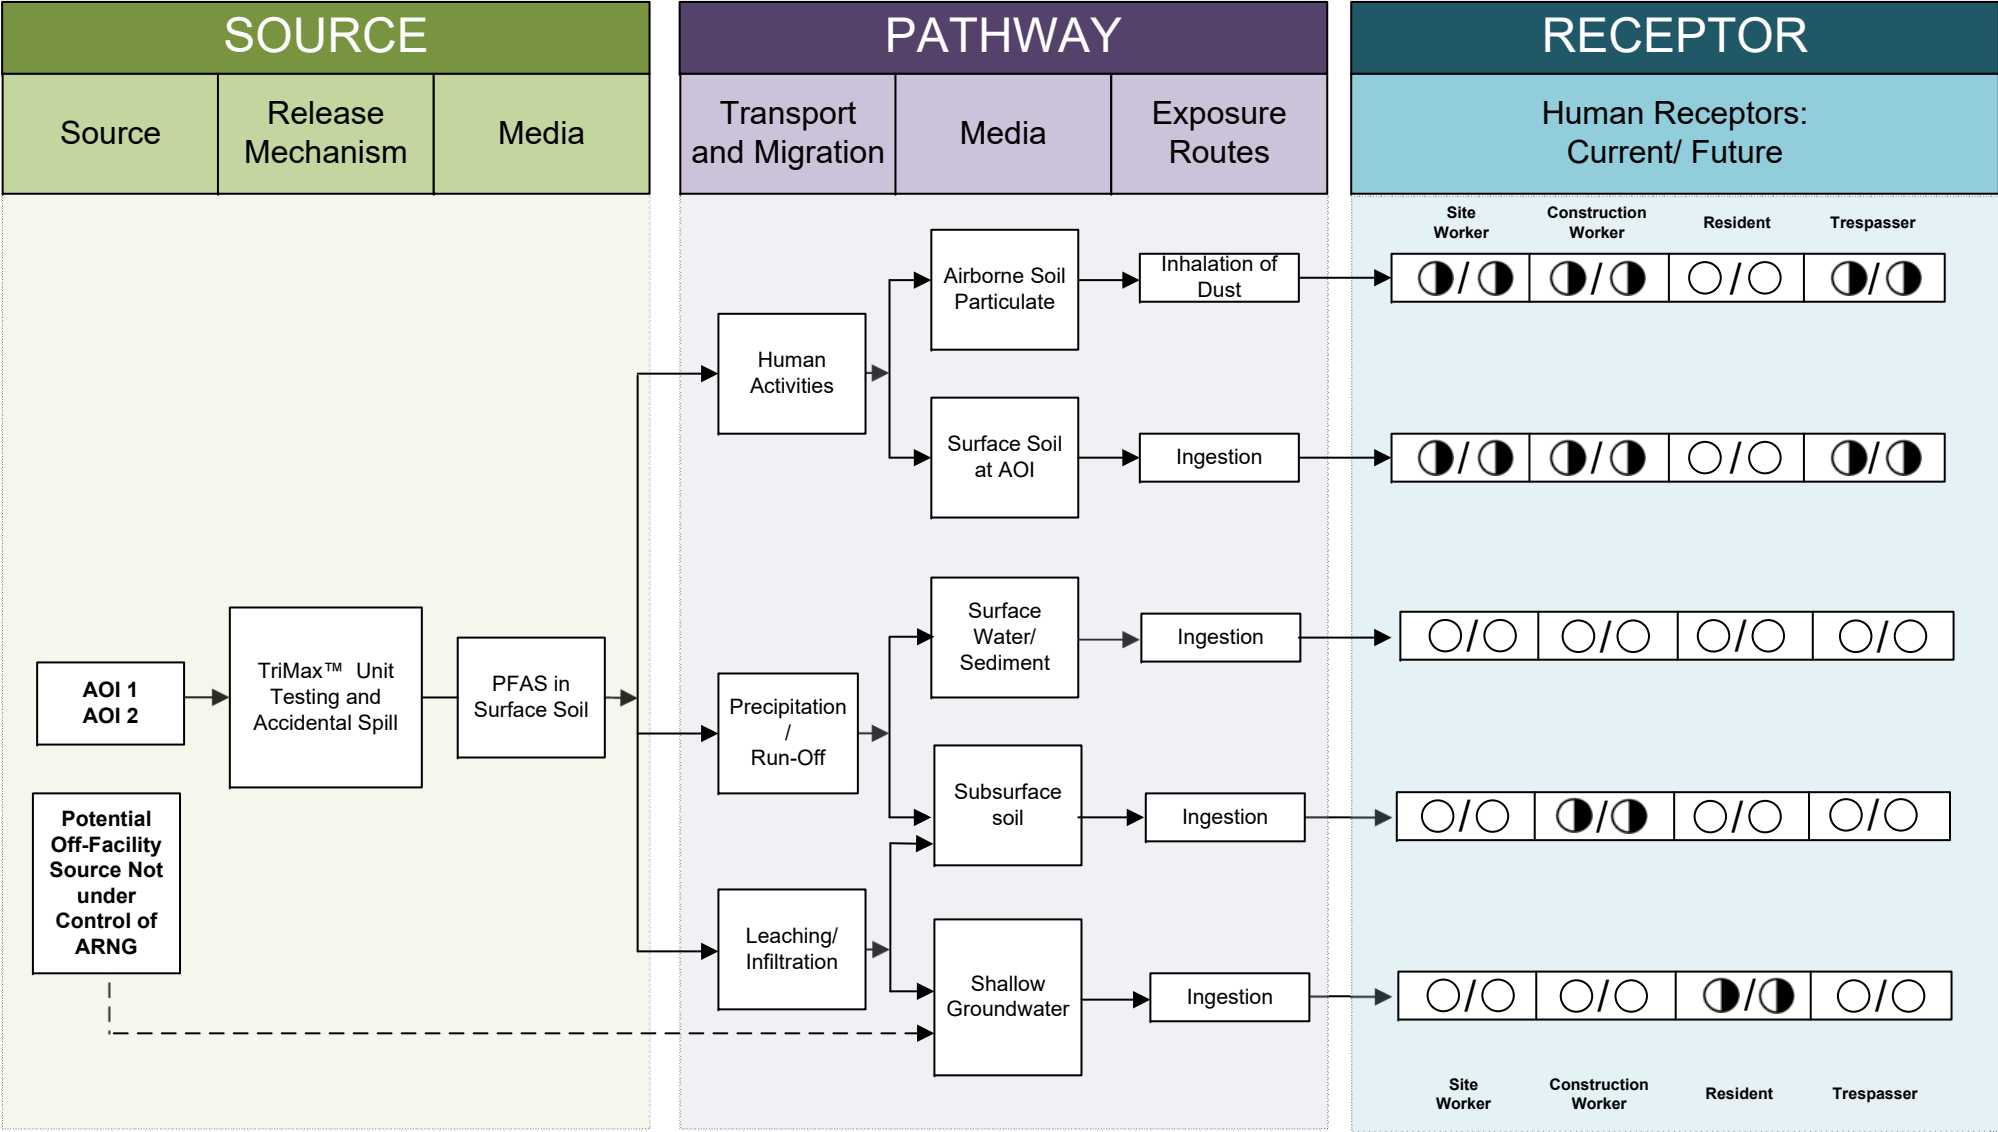 SOURCE
PATHWAY
RECEPTOR
Source
Release
Mechanism
Media
Transport
and Migration
Media
Exposure
Routes
Human Receptors:
Current/ Future
Site
Worker
Construction
Worker
Resident
Trespasser
Airborne Soil
Particulate
Inhalation of
Dust
/
/
/
/
Human
Activities
Surface Soil
at AOI
Ingestion
/
/
/
/
Surface
Water/
Sediment
Ingestion
/
/
/
/
AOI 1
AOI 2
TriMax™ Unit
Testing and
Accidental Spill
PFAS in
Surface Soil
Precipitation
/
Run-Off
Subsurface
soil
Ingestion
/
/
/
/
Potential
Off-Facility
Source Not
under
Control of
ARNG
Leaching/
Infiltration
Shallow
Groundwater
Ingestion
/
/
/
/
Site
Worker
Construction
Worker
Resident
Trespasser